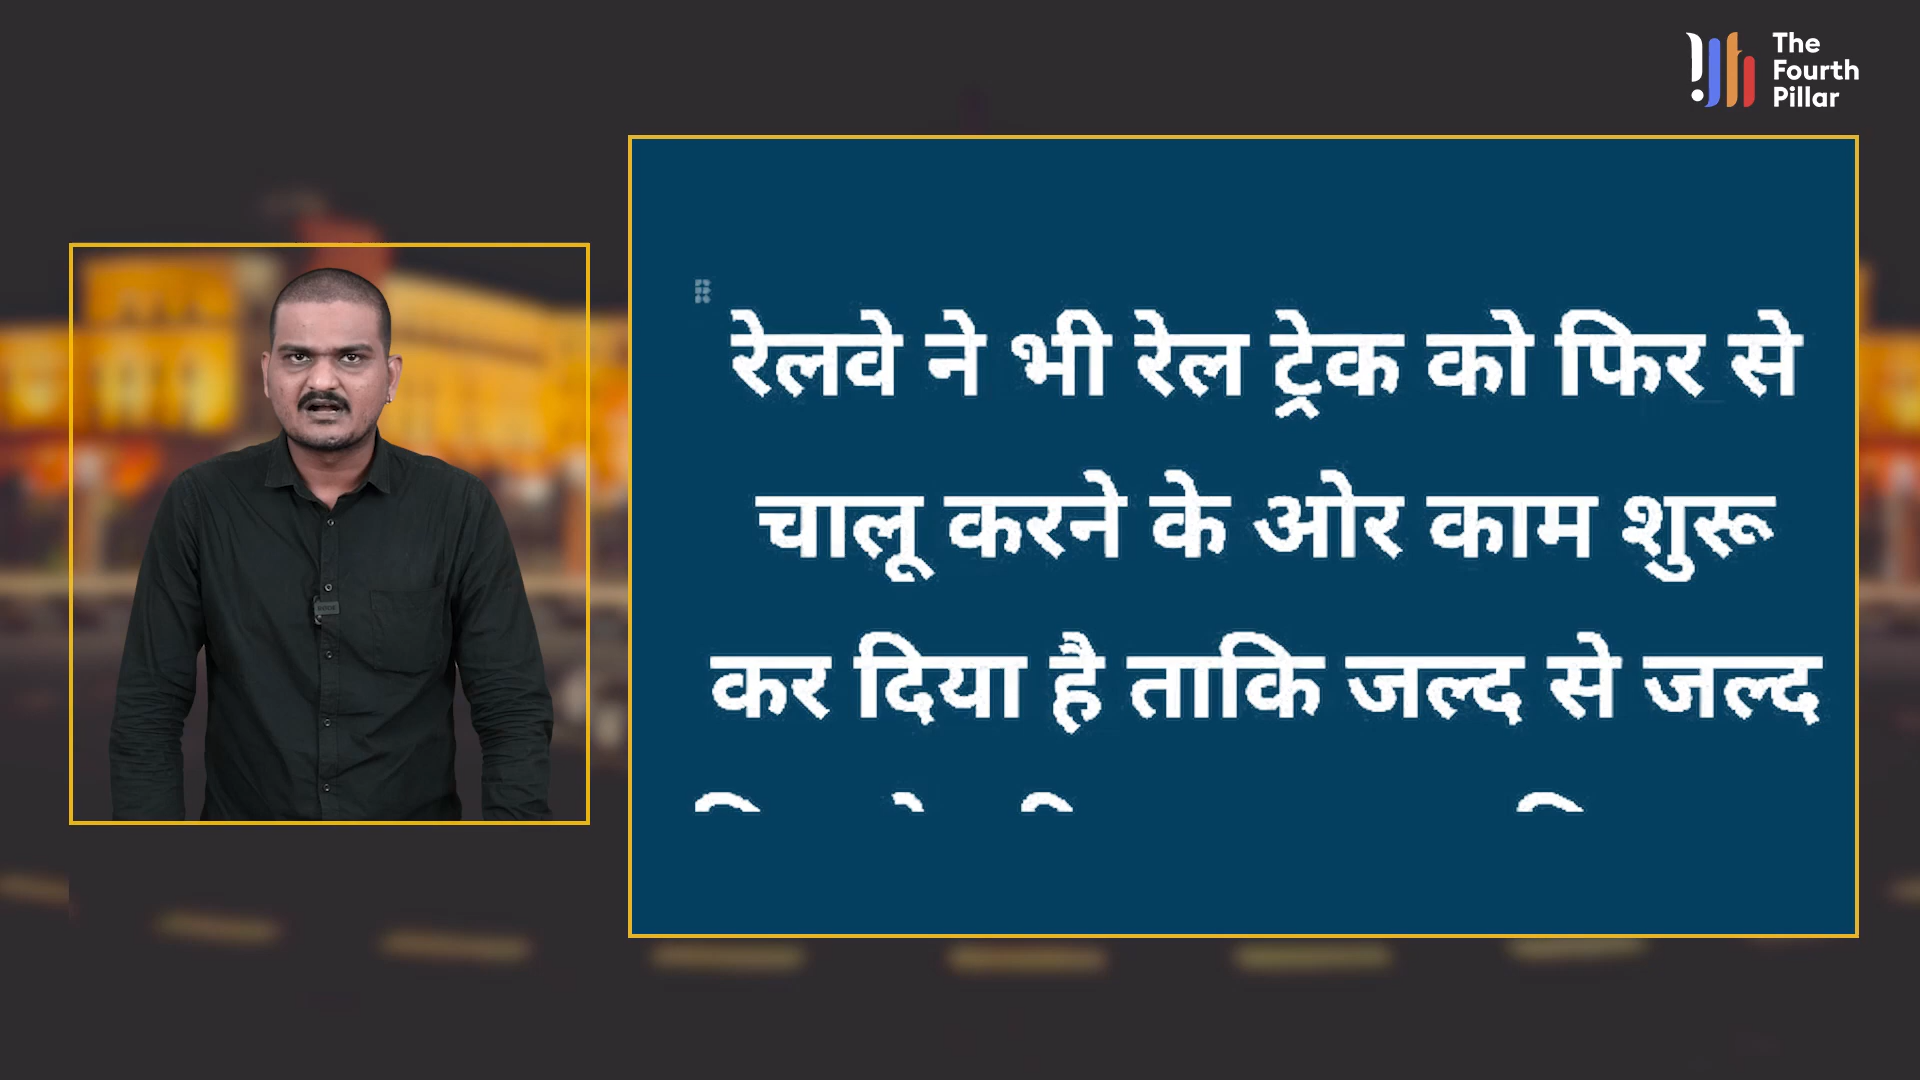 The
Fourth
Pillar
रेलवे ने भी रेल ट्रेक को फिर से
चालू करने के ओर काम शुरू
कर दिया है ताकि जल्द से जल्द